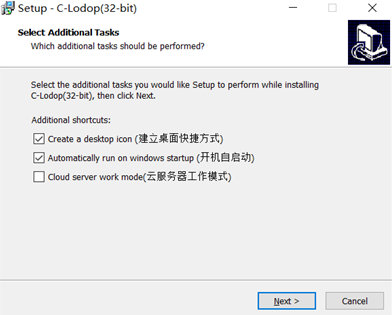 Setup - C-Lodop(32-bit)
Select Additional Tasks
Which additional tasks should be performed?
Select the additional tasks you would like Setup to perform while installing
C-Lodop(32-bit), then click Next.
Additional shortcuts:
Create a desktop icon (建立桌面快捷方式)
Automatically run on windows startup (开机自启动)
Cloud server work mode(云服务器工作模式)
Next >
Cancel